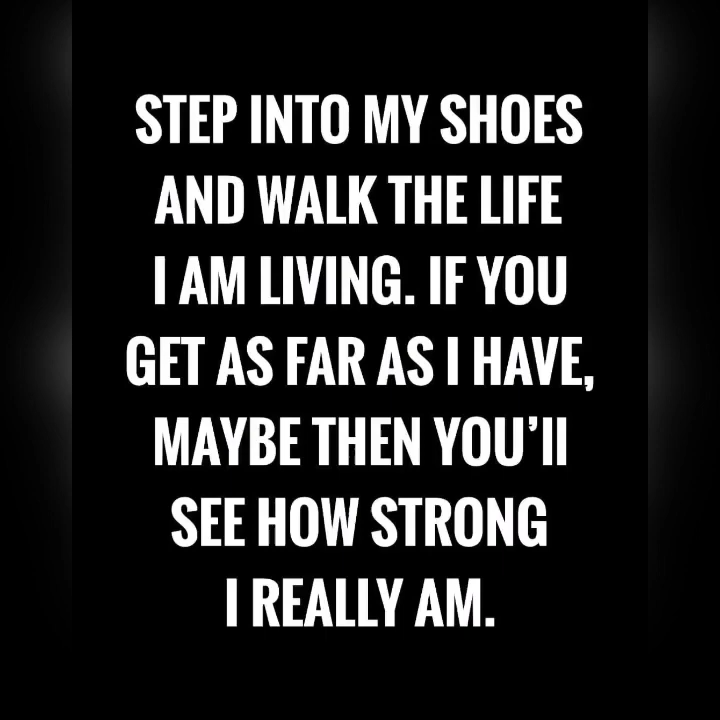 STEP INTO MY SHOES
AND WALK THE LIFE
I AM LIVING. IF YOU
GET AS FAR AS I HAVE,
MAYBE THEN YOU'll
SEE HOW STRONG
I REALLY AM.